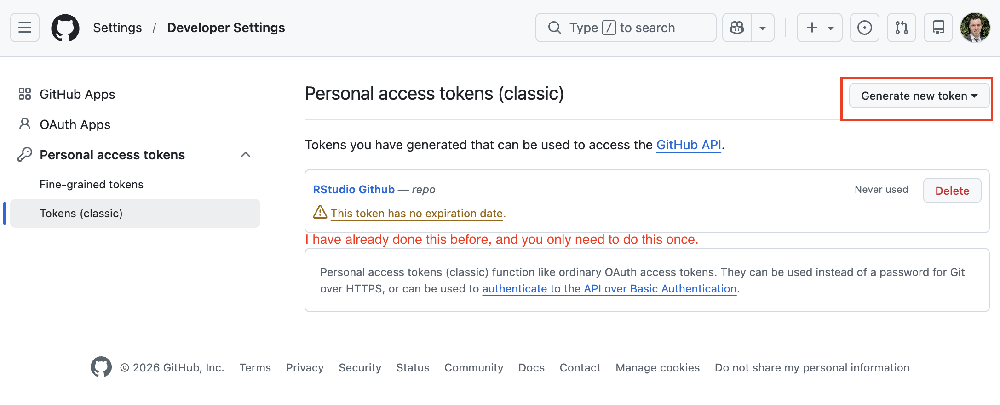 Settings / Developer Settings
Type / to search
GitHub Apps
OAuth Apps
Personal access tokens
Fine-grained tokens
Tokens (classic)
Personal access tokens (classic)
Generate new token
Tokens you have generated that can be used to access the GitHub API.
RStudio Github — repo
Never used
Delete
This token has no expiration date.
I have already done this before, and you only need to do this once.
Personal access tokens (classic) function like ordinary OAuth access tokens. They can be used instead of a password for Git
over HTTPS, or can be used to authenticate to the API over Basic Authentication.
© 2026 GitHub, Inc. Terms Privacy Security Status Community Docs Contact Manage cookies Do not share my personal information